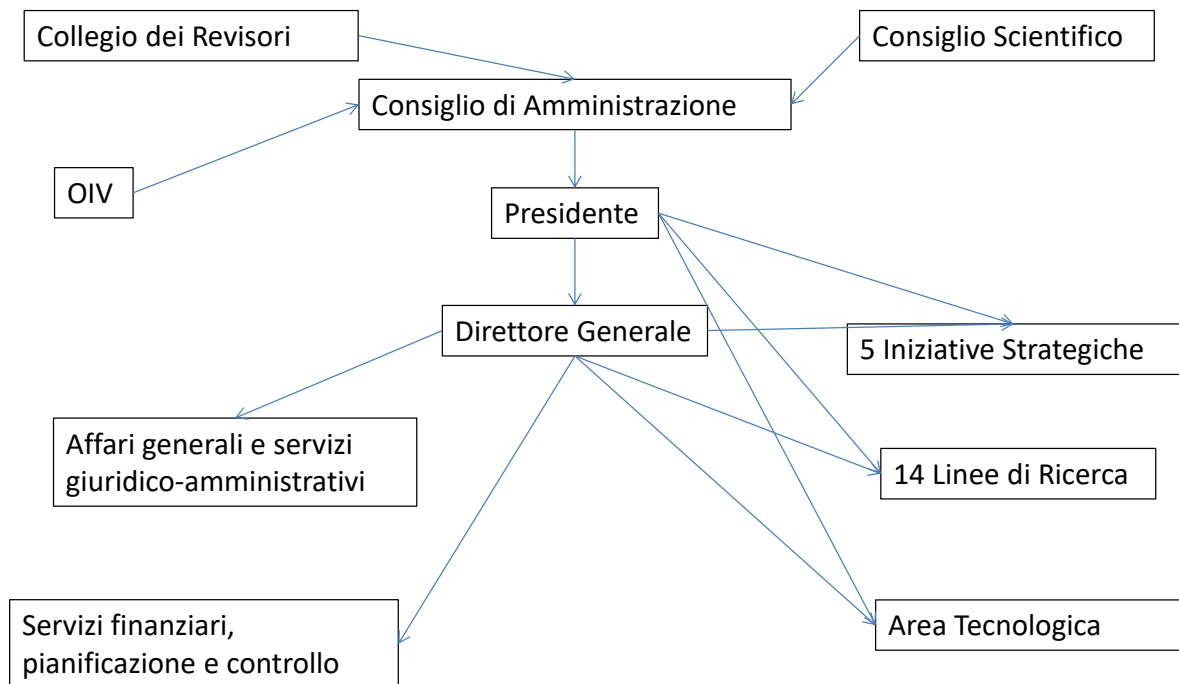 Collegio dei Revisori
Consiglio Scientifico
Consiglio di Amministrazione
OIV
Presidente
Direttore Generale
5 Iniziative Strategiche
Affari generali e servizi
giuridico-amministrativi
14 Linee di Ricerca
Servizi finanziari,
pianificazione e controllo
Area Tecnologica